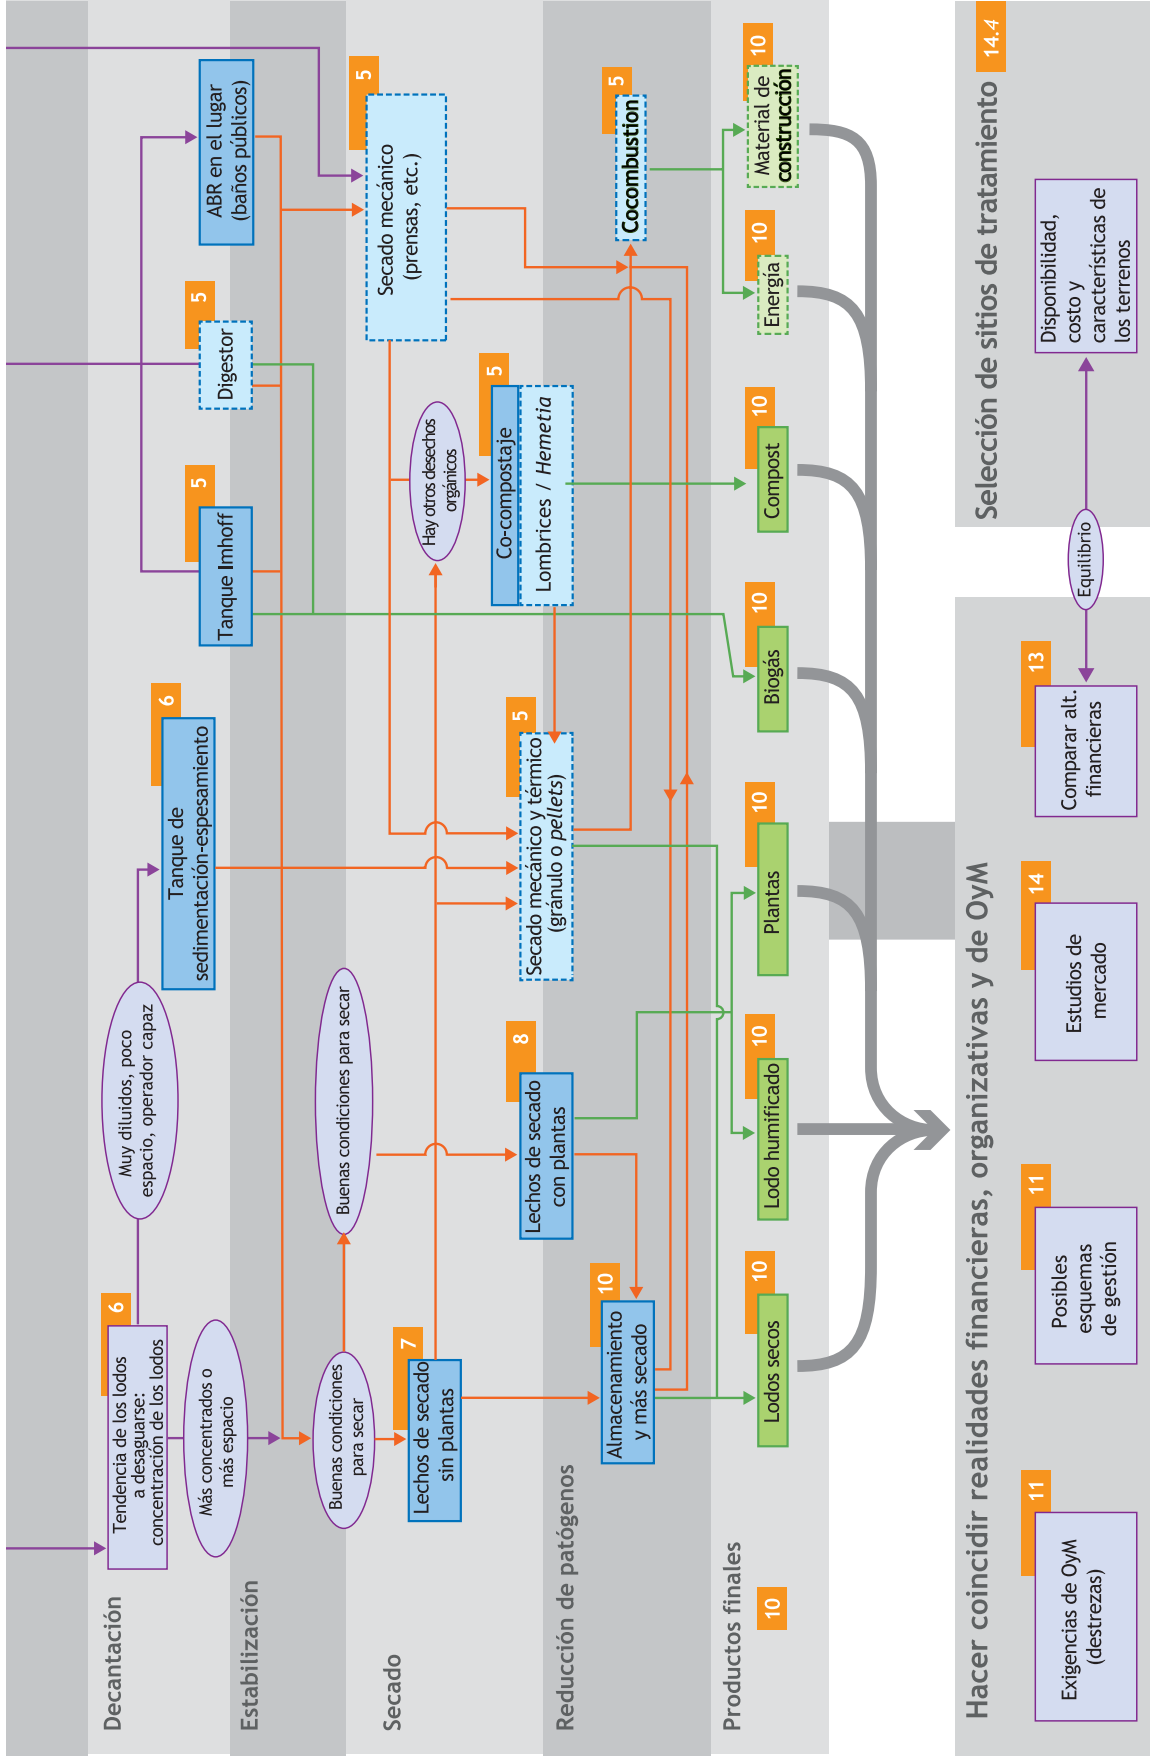 Decantación
Tendencia de los lodos
a desaguarse:
concentración de los lodos
6
Muy diluidos, poco
espacio, operador capaz
Más concentrados o
más espacio
Tanque de
sedimentación-espesamiento
6
Estabilización
Tanque Imhoff
5
Digestor
5
ABR en el lugar
(baños públicos)
Secado
Buenas condiciones
para secar
Buenas condiciones para secar
Lechos de secado
sin plantas
7
Hay otros desechos
orgánicos
Secado mecánico
(prensas, etc.)
5
Reducción de patógenos
Lechos de secado
con plantas
8
Secado mecánico y térmico
(gránulo o pellets)
5
Co-compostaje
Lombrices / Hemetia
5
Almacenamiento
y más secado
10
Cocombustion
5
Productos finales
10
Lodos secos
10
Lodo humificado
10
Plantas
10
Biogás
10
Compost
10
Energía
10
Material de
construcción
10
Hacer coincidir realidades financieras, organizativas y de OyM
Exigencias de OyM
(destrezas)
11
Posibles
esquemas
de gestión
11
Estudios de
mercado
14
Comparar alt.
financieras
13
Equilibrio
Selección de sitios de tratamiento
14.4
Disponibilidad,
costo y
características de
los terrenos